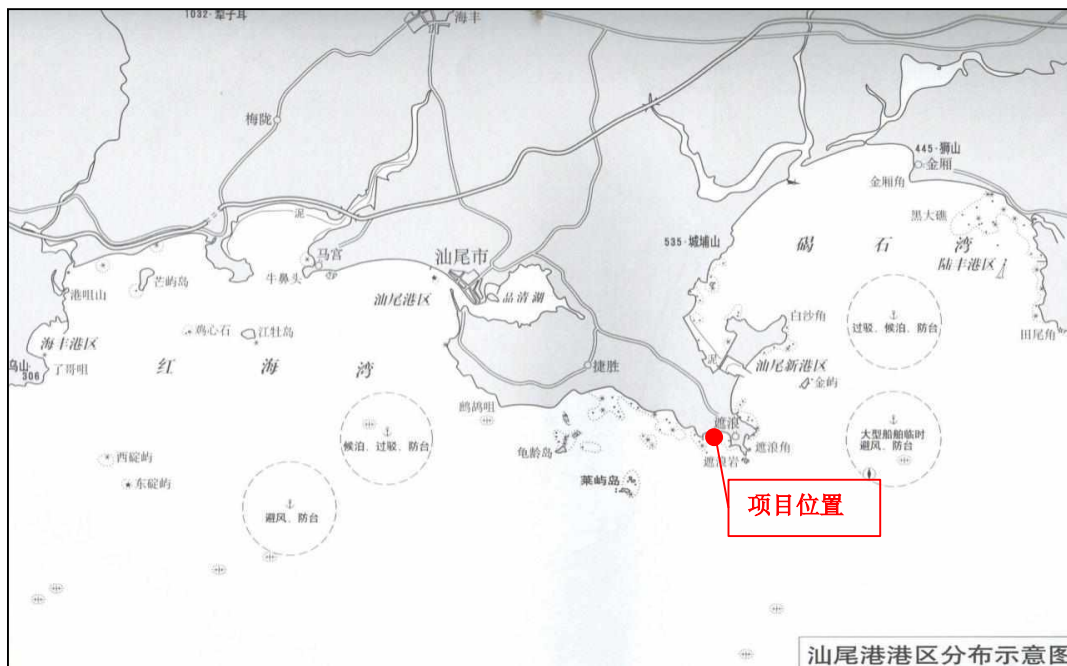 1032·犁子耳
海丰
梅陇
445·狮山
金厢
金厢角
黑大礁
泥
马宫
汕尾市
535·城埔山
碣石湾
陆丰港区
牛鼻头
港咀山
芒屿岛
汕尾港区
品清湖
白沙角
过驳、候泊、防台
田尾角
鸡心石
江牡岛
海丰港区
泥
汕尾新港区
乌山·
306
了哥咀
红海湾
捷胜
金屿
鹧鸪咀
遮浪
大型船舶临时
避风、防台
候泊、过驳、防台
龟龄岛
遮浪角
遮浪岩
西碇屿
东碇屿
莱屿岛
项目位置
避风、防台
汕尾港港区分布示意图